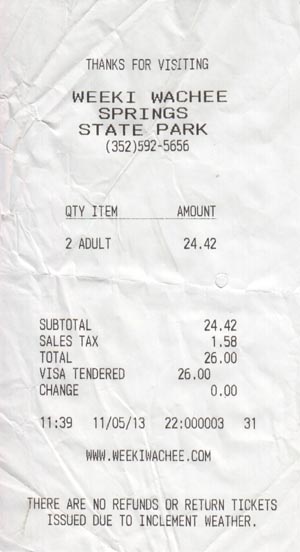 THANKS FOR VISITING
WEEKI WACHEE
SPRINGS
STATE PARK
(352)592-5656
QTY ITEM AMOUNT
2 ADULT 24.42
SUBTOTAL 24.42
SALES TAX 1.58
TOTAL 26.00
VISA TENDERED 26.00
CHANGE 0.00
11:39 11/05/13 22:000003 31
WWW.WEEKIWACHEE.COM
THERE ARE NO REFUNDS OR RETURN TICKETS
ISSUED DUE TO INCLEMENT WEATHER.